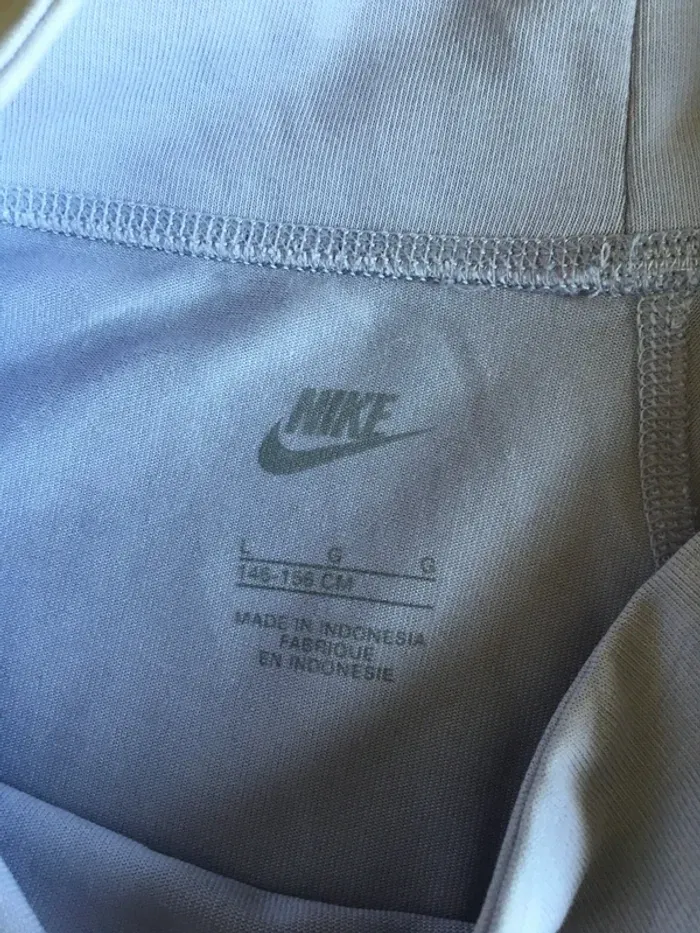 NIKE
L G G
146-156 CM
MADE IN INDONESIA
FABRIQUE
EN INDONESIE